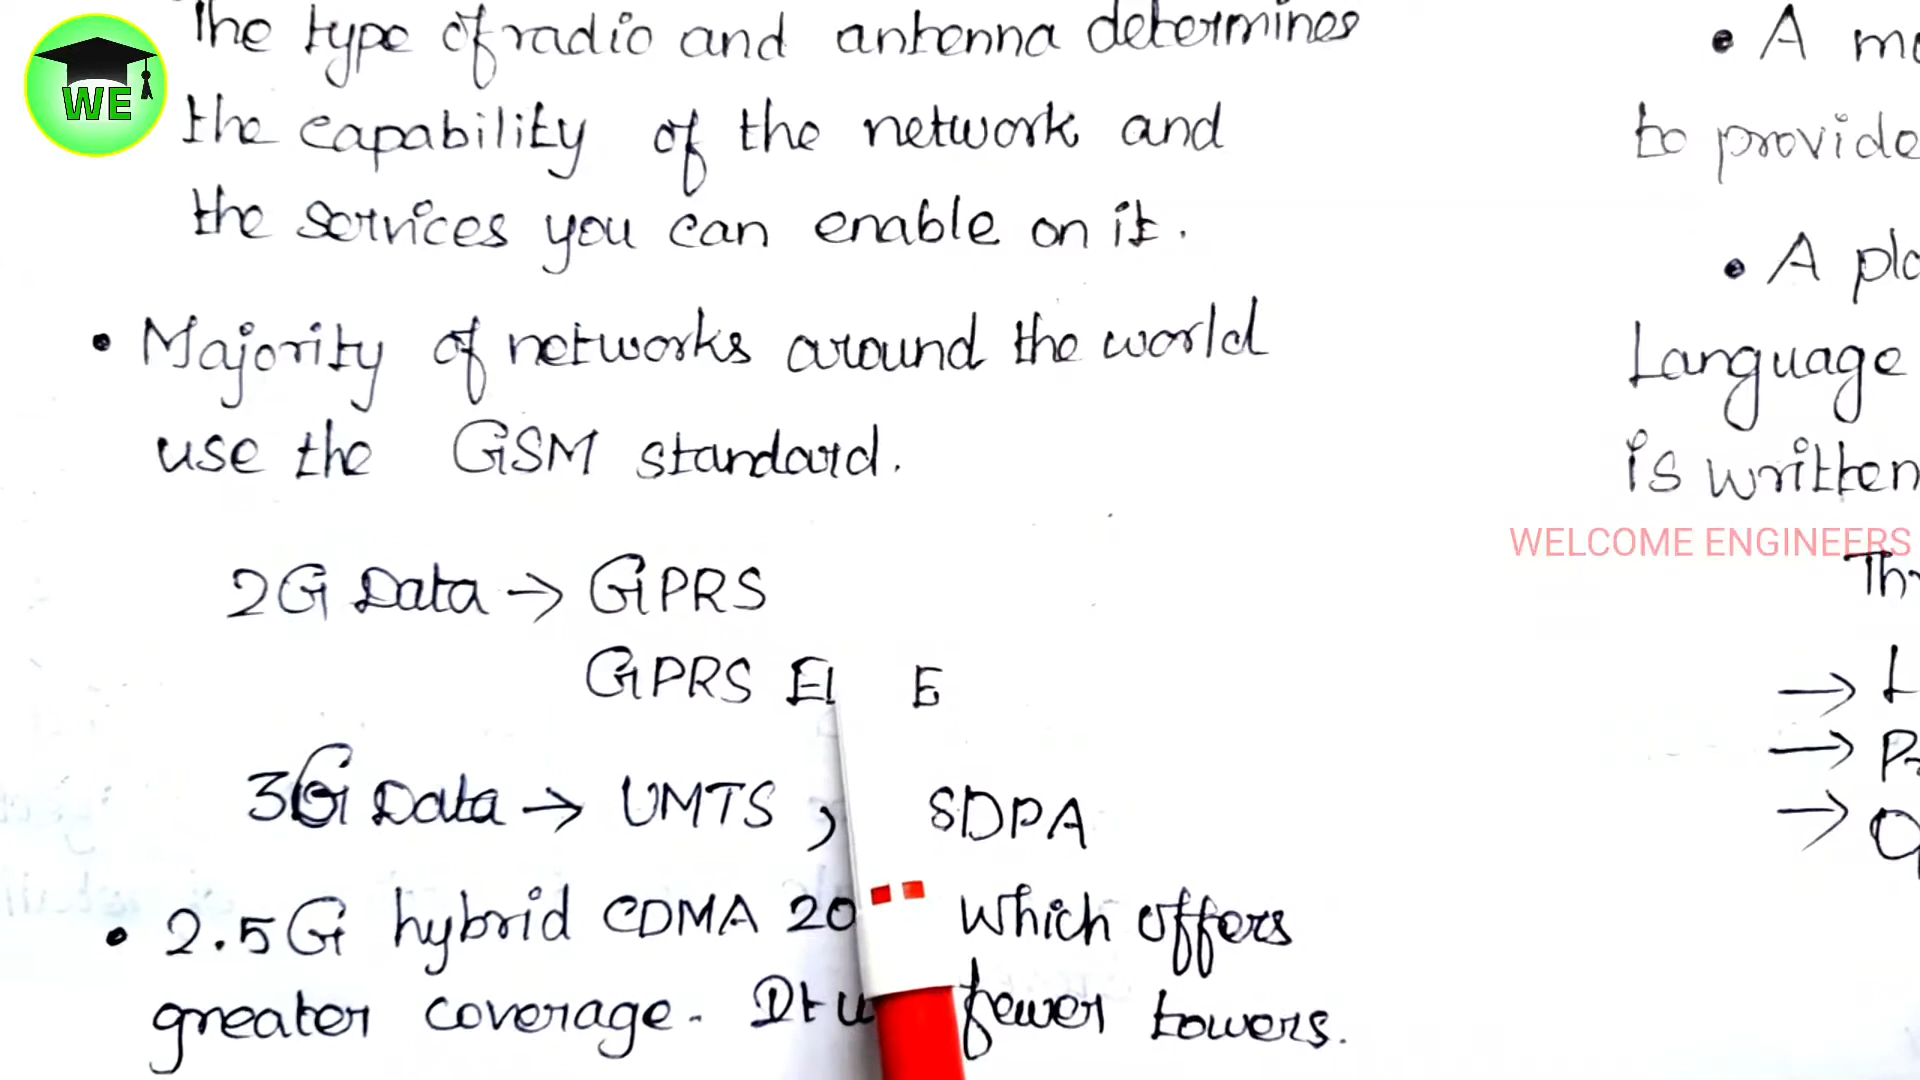 WE
The type of radio and antenna determines
the capability of the network and
the services you can enable on it.
• Majority of networks around the world
use the GSM standard.
2G Data → GPRS
GPRS
3G Data → UMTS ,
• 2.5G hybrid CDMA 20 which offers
greater coverage. fewer towers.
• A
to provide
• A
Language
is written
WELCOME ENGINEERS
→
→
→